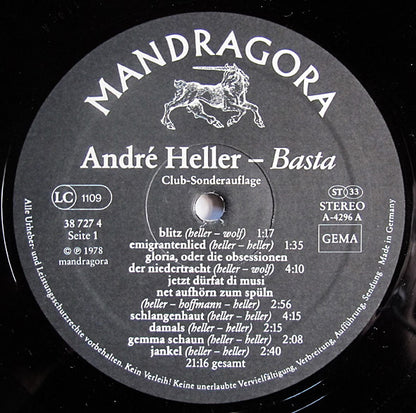 MANDRAGORA
André Heller – Basta
Club-Sonderauflage
LC 1109
38 727 4
Seite 1
℗ © 1978
mandragora
ST 33
STEREO
A-4296 A
GEMA
blitz (heller – wolf) 1:17
emigrantenlied (heller – heller) 1:35
gloria, oder die obsessionen
der niedertracht (heller – wolf) 4:10
jetzt dürfat di musi
net aufhörn zum spüln
(heller – hoffmann – heller) 2:56
schlangenhaut (heller – heller) 4:15
damals (heller – heller) 2:15
gemma schaun (heller – heller) 2:08
jankel (heller – heller) 2:40
21:16 gesamt
Alle Urheber- und Leistungsschutzrechte vorbehalten. Kein Verleih! Keine unerlaubte Vervielfältigung, Verbreitung, Aufführung, Sendung · Made in Germany